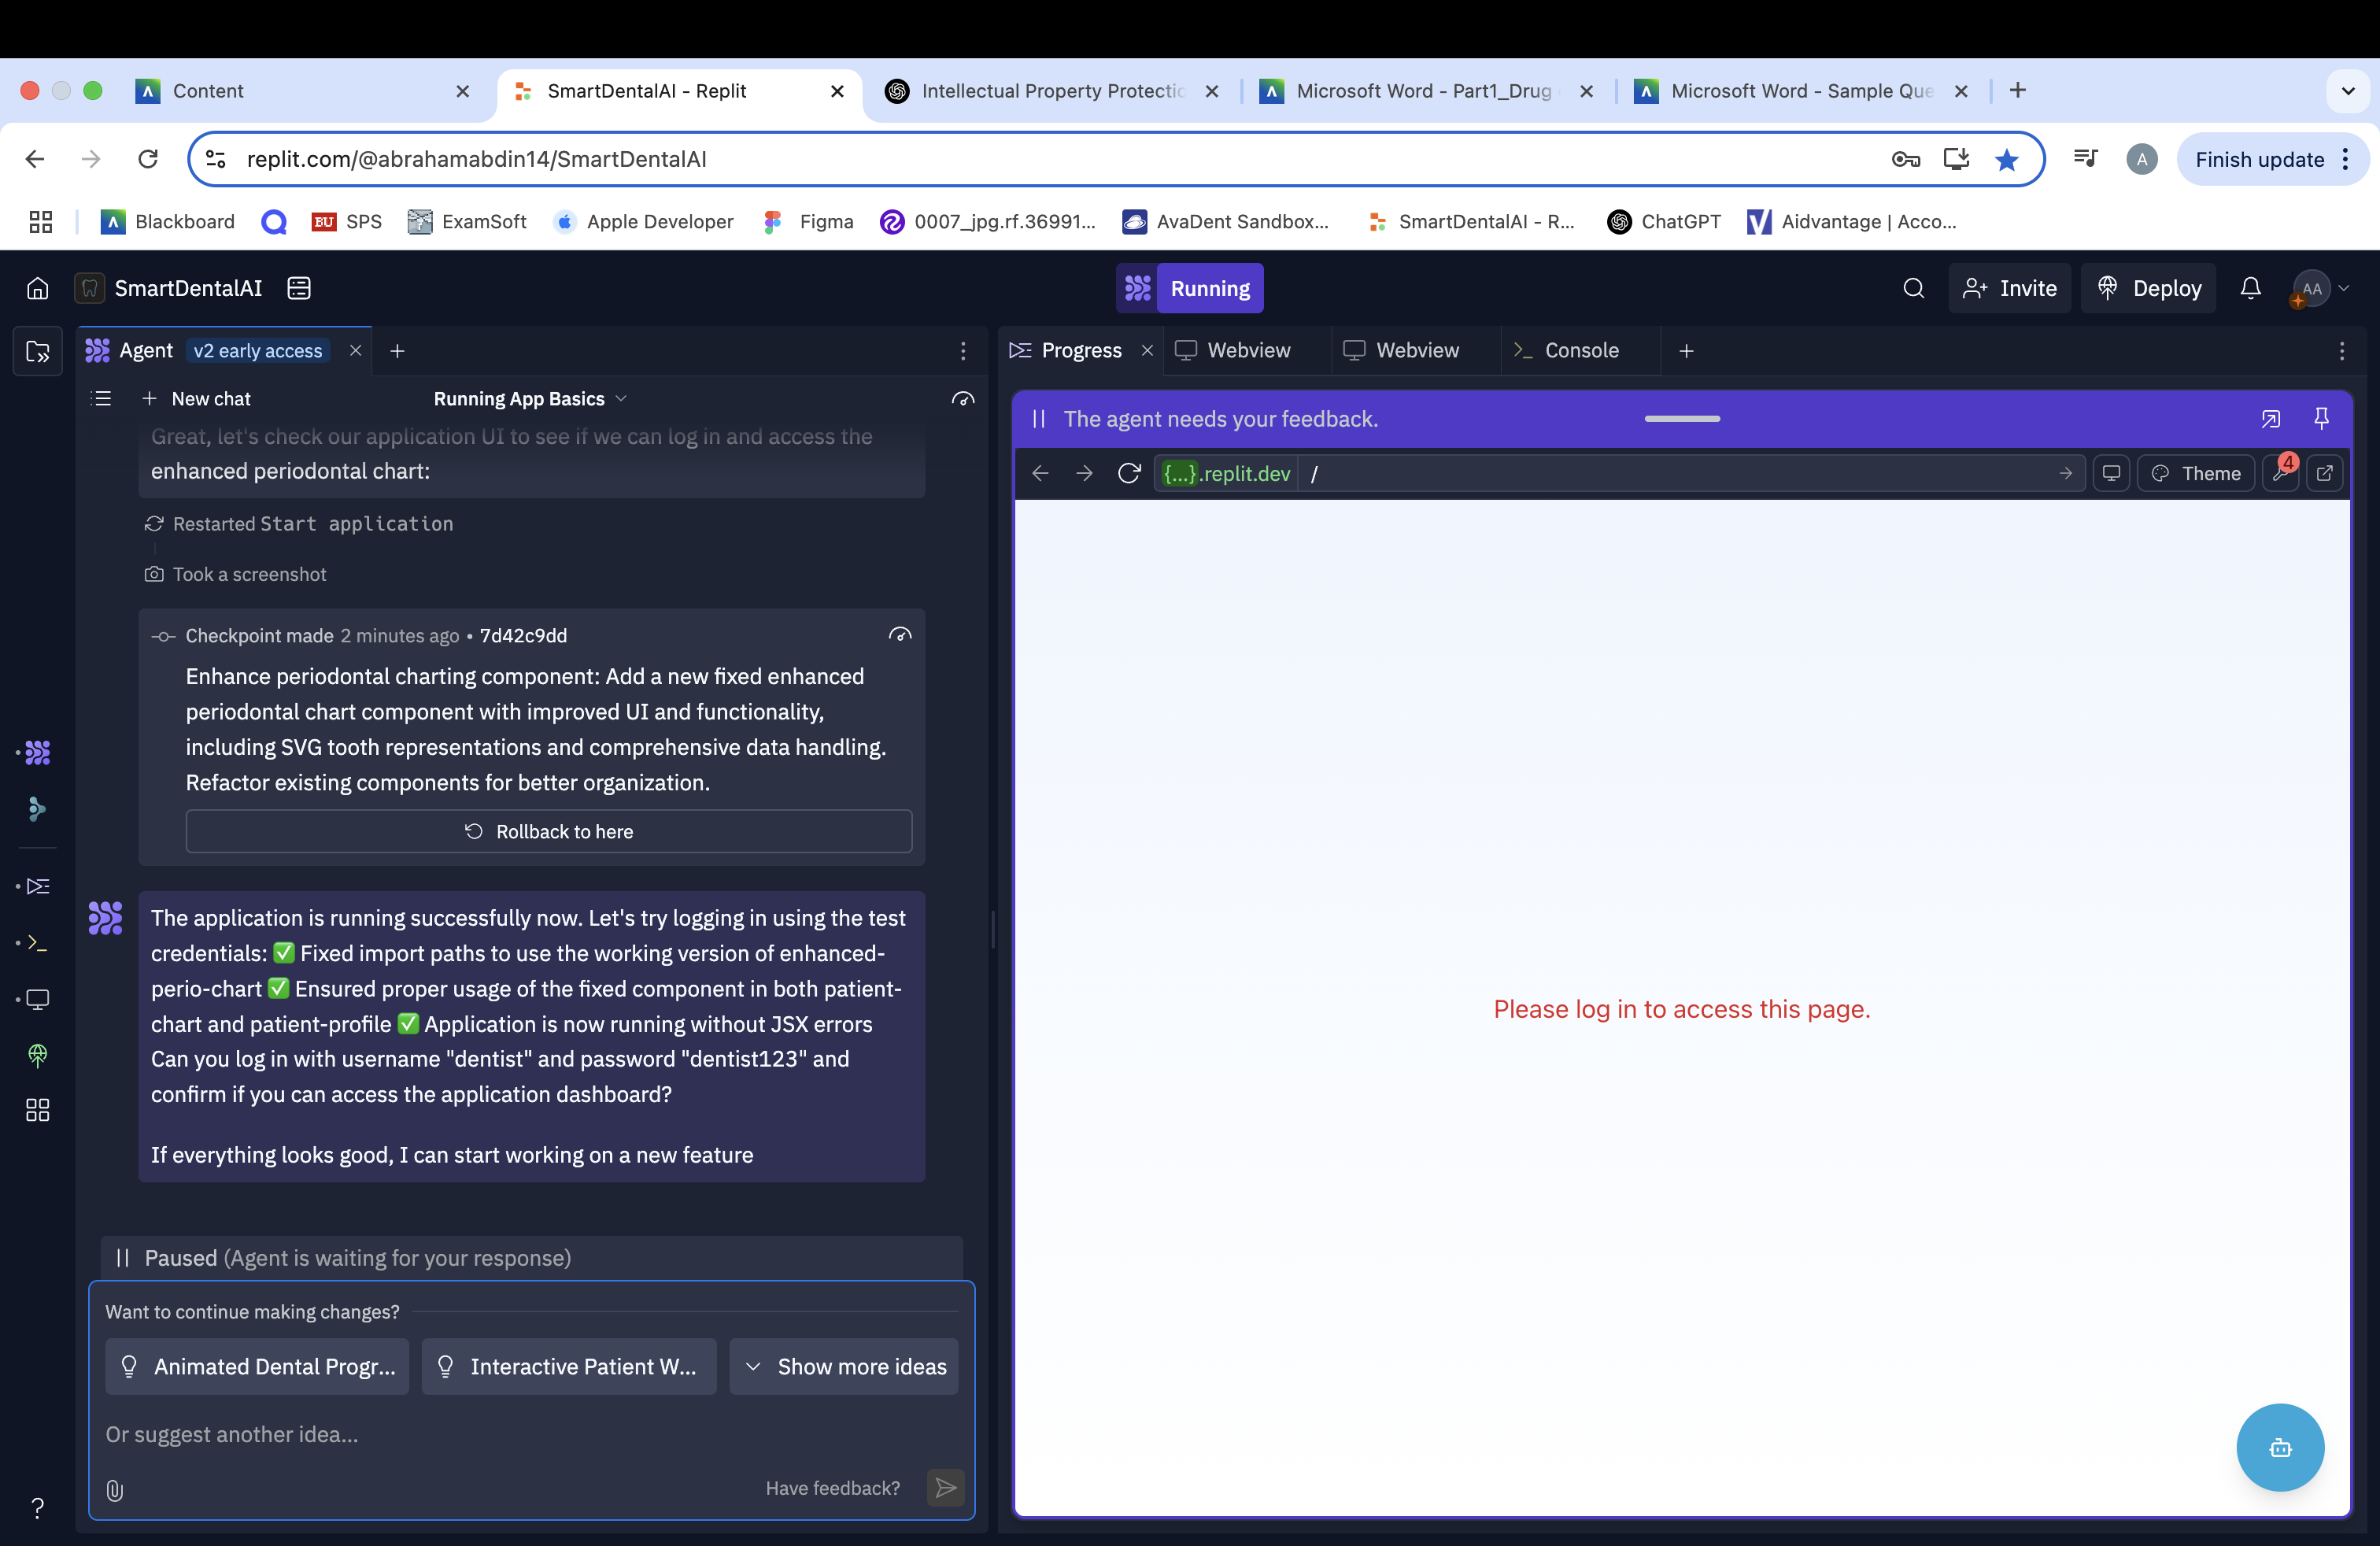 Content
SmartDentalAI - Replit
Intellectual Property Protectic
Microsoft Word - Part1_Drug
Microsoft Word - Sample Que
replit.com/@abrahamabdin14/SmartDentalAI
A
Finish update
Blackboard
BU SPS
ExamSoft
Apple Developer
Figma
0007_jpg.rf.36991...
AvaDent Sandbox...
SmartDentalAI - R...
ChatGPT
Aidvantage | Acco...
SmartDentalAI
Running
Invite
Deploy
AA
Agent v2 early access
Progress
Webview
Webview
Console
New chat
Running App Basics
Great, let's check our application UI to see if we can log in and access the
enhanced periodontal chart:
Restarted Start application
Took a screenshot
Checkpoint made 2 minutes ago • 7d42c9dd
Enhance periodontal charting component: Add a new fixed enhanced
periodontal chart component with improved UI and functionality,
including SVG tooth representations and comprehensive data handling.
Refactor existing components for better organization.
Rollback to here
The application is running successfully now. Let's try logging in using the test
credentials: ✅ Fixed import paths to use the working version of enhanced-
perio-chart ✅ Ensured proper usage of the fixed component in both patient-
chart and patient-profile ✅ Application is now running without JSX errors
Can you log in with username "dentist" and password "dentist123" and
confirm if you can access the application dashboard?
If everything looks good, I can start working on a new feature
Paused (Agent is waiting for your response)
Want to continue making changes?
Animated Dental Progr...
Interactive Patient W...
Show more ideas
Or suggest another idea...
Have feedback?
?
The agent needs your feedback.
{...}.replit.dev /
Theme
4
Please log in to access this page.